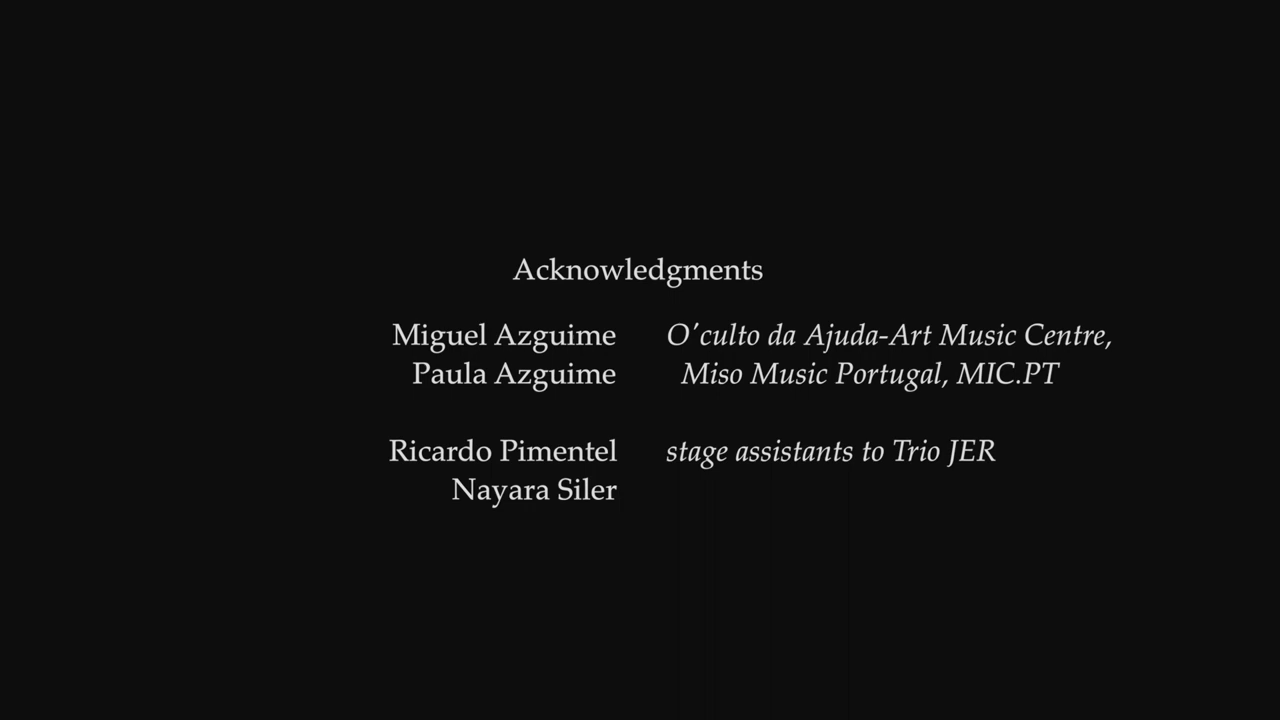 Acknowledgments
Miguel Azguime O'culto da Ajuda-Art Music Centre,
Paula Azguime Miso Music Portugal, MIC.PT
Ricardo Pimentel stage assistants to Trio JER
Nayara Siler